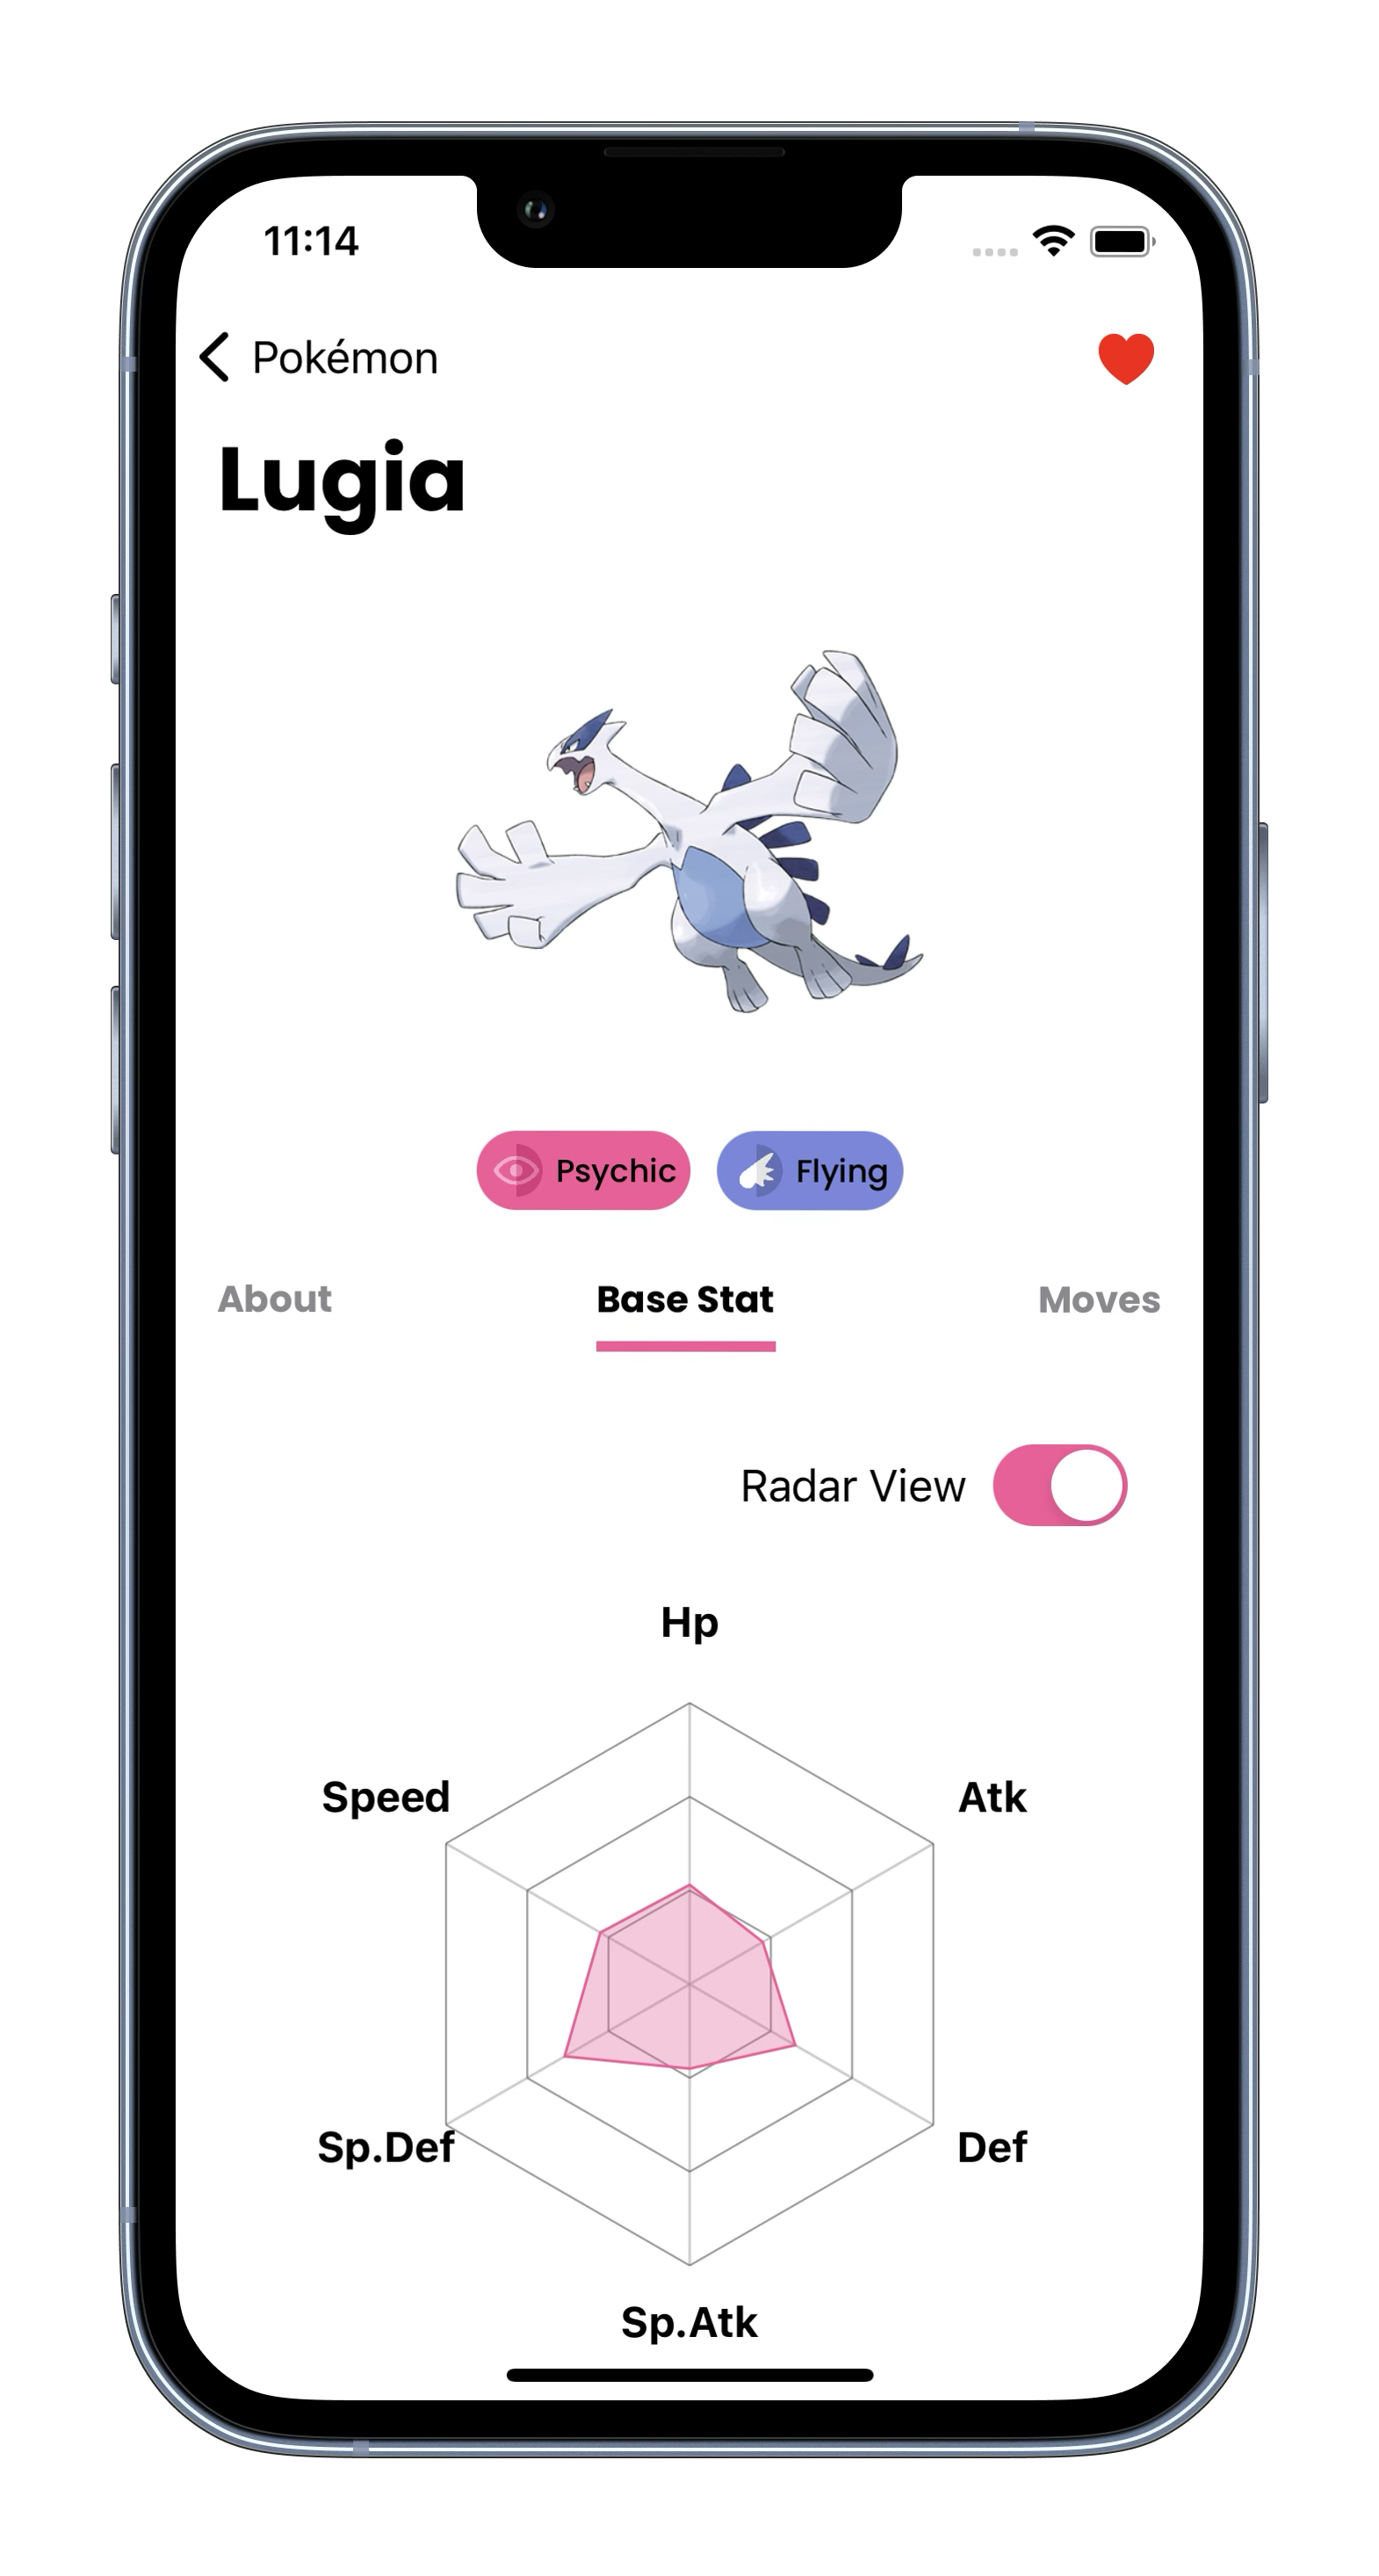 11:14
Pokémon
Lugia
Psychic Flying
About Base Stat Moves
Radar View
Hp
Speed Atk
Sp.Def Def
Sp.Atk